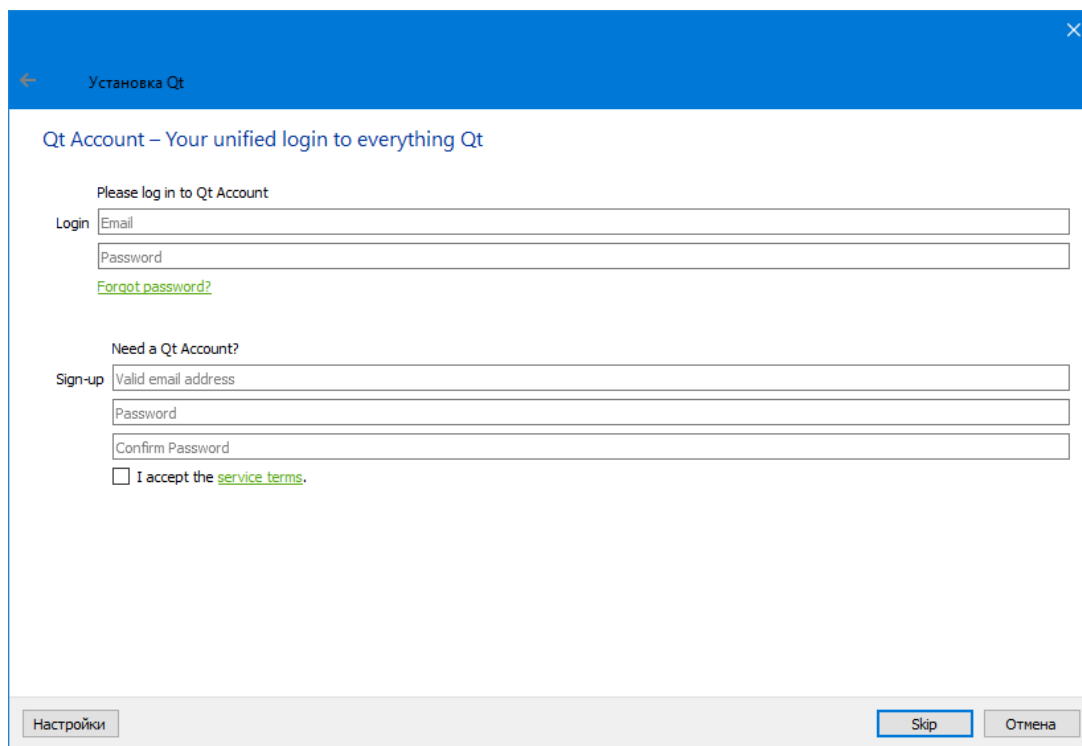 Установка Qt
Qt Account – Your unified login to everything Qt
Please log in to Qt Account
Login Email
Password
Forgot password?
Need a Qt Account?
Sign-up Valid email address
Password
Confirm Password
I accept the service terms.
Настройки Skip Отмена